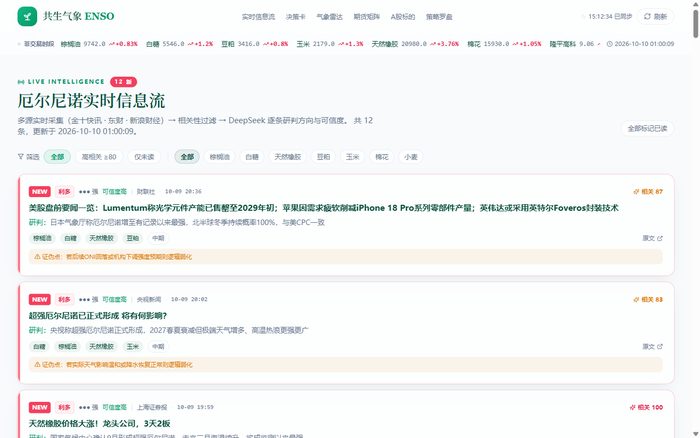 共生气象 ENSO
实时信息流 决策卡 气象雷达 期货矩阵 A股标的 策略罗盘
15:12:34 已同步 刷新
非交易时段 棕榈油 9742.0 +0.83% 白糖 5546.0 +1.2% 豆粕 3416.0 +0.8% 玉米 2179.0 +1.3% 天然橡胶 20980.0 +3.76% 棉花 15930.0 +1.05% 隆平高科 9.06
2026-10-10 01:00:09
LIVE INTELLIGENCE 12 新
厄尔尼诺实时信息流
多源实时采集（金十快讯 · 东财 · 新浪财经）→ 相关性过滤 → DeepSeek 逐条研判方向与可信度。 共 12
条，更新于 2026-10-10 01:00:09。
全部标记已读
筛选 全部 高相关 ≥80 仅未读 全部 棕榈油 白糖 天然橡胶 豆粕 玉米 棉花 小麦
NEW 利多 强 可信度高 财联社 10-09 20:36 相关 87
美股盘前要闻一览：Lumentum称光学元件产能已售罄至2029年初；苹果因需求疲软削减iPhone 18 Pro系列零部件产量；英伟达或采用英特尔Foveros封装技术
研判：日本气象厅称厄尔尼诺增至有记录以来最强，北半球冬季持续概率100%，与美CPC一致
棕榈油 白糖 天然橡胶 豆粕 中期 原文
证伪点：若后续ONI回落或机构下调强度预期则逻辑弱化
NEW 利多 强 可信度高 央视新闻 10-09 20:02 相关 83
超强厄尔尼诺已正式形成 将有何影响？
研判：央视称超强厄尔尼诺正式形成，2027春夏衰减但极端天气增多、高温热浪更强更广
白糖 棕榈油 天然橡胶 玉米 中期 原文
证伪点：若实际天气影响温和或降水恢复正常则逻辑弱化
NEW 利多 强 可信度高 上海证券报 10-09 19:59 相关 100
天然橡胶价格大涨！龙头公司，3天2板